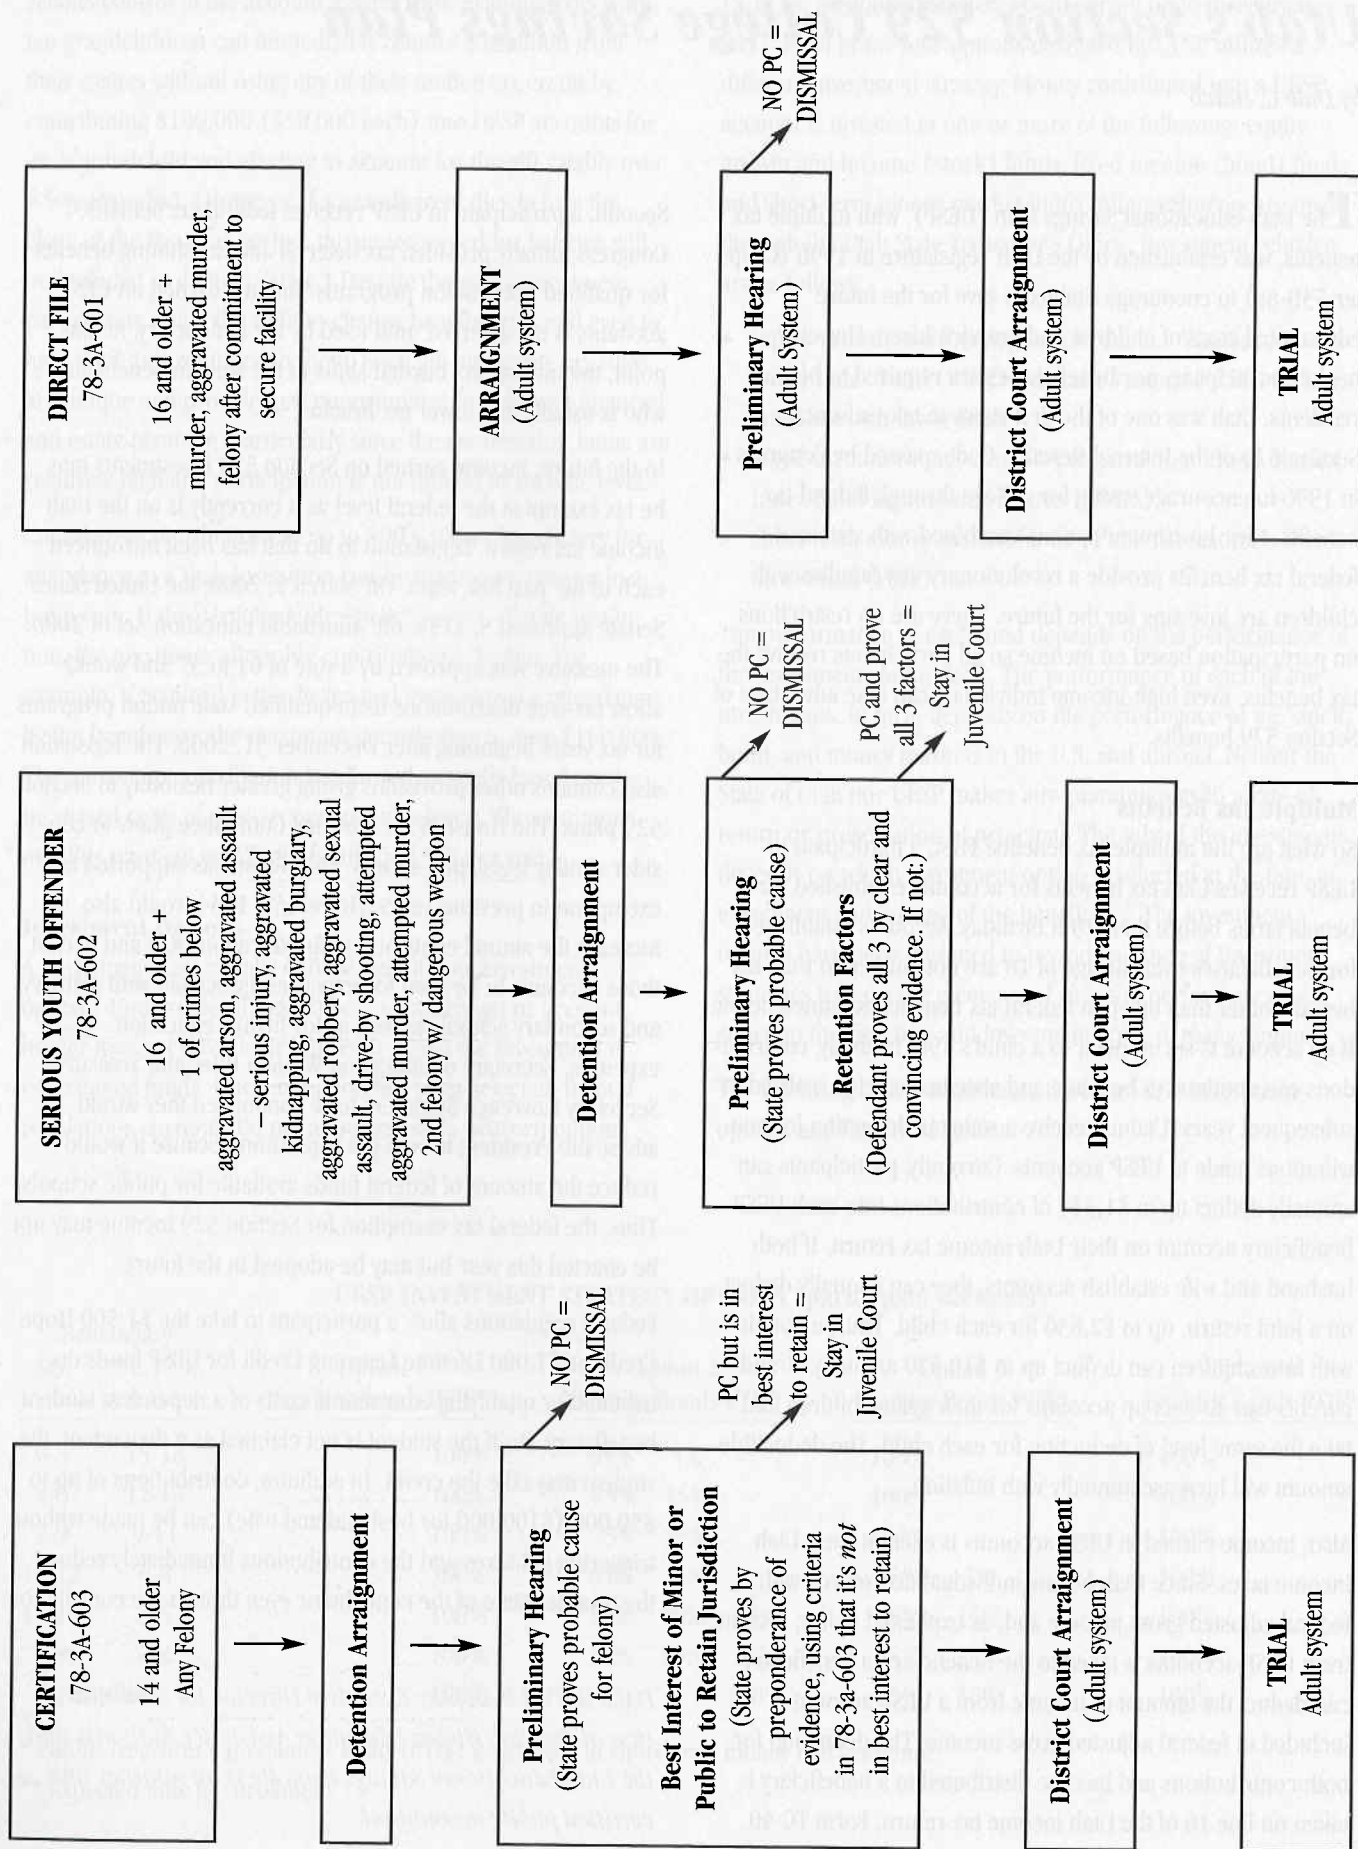 CERTIFICATION
78-3A-603
14 and older
Any Felony
Detention Arraignment
Preliminary Hearing
(State proves probable cause
for felony)
Best Interest of Minor or
Public to Retain Jurisdiction
(State proves by
preponderance of
evidence using criteria
in 78-3a-603 that it's not
in best interest to retain)
NO PC =
DISMISSAL
PC but is in
best interest
to retain =
Stay in
Juvenile Court
District Court Arraignment
(Adult system)
TRIAL
Adult system
SERIOUS YOUTH OFFENDER
78-3A-602
16 and older +
1 of crimes below
aggravated arson, aggravated assault
– serious injury, aggravated
kidnapping, aggravated burglary,
aggravated robbery, aggravated sexual
assault, drive-by shooting, attempted
aggravated murder, attempted murder,
2nd felony w/ dangerous weapon
Detention Arraignment
Preliminary Hearing
(State proves probable cause)
Retention Factors
(Defendant proves all 3 by clear and
convincing evidence. If not:)
NO PC =
DISMISSAL
PC and prove
all 3 factors =
Stay in
Juvenile Court
District Court Arraignment
(Adult system)
TRIAL
Adult system
DIRECT FILE
78-3A-601
16 and older +
murder, aggravated murder,
felony after commitment to
secure facility
ARRAIGNMENT
(Adult system)
Preliminary Hearing
(Adult System)
NO PC =
DISMISSAL
District Court Arraignment
(Adult system)
TRIAL
Adult system